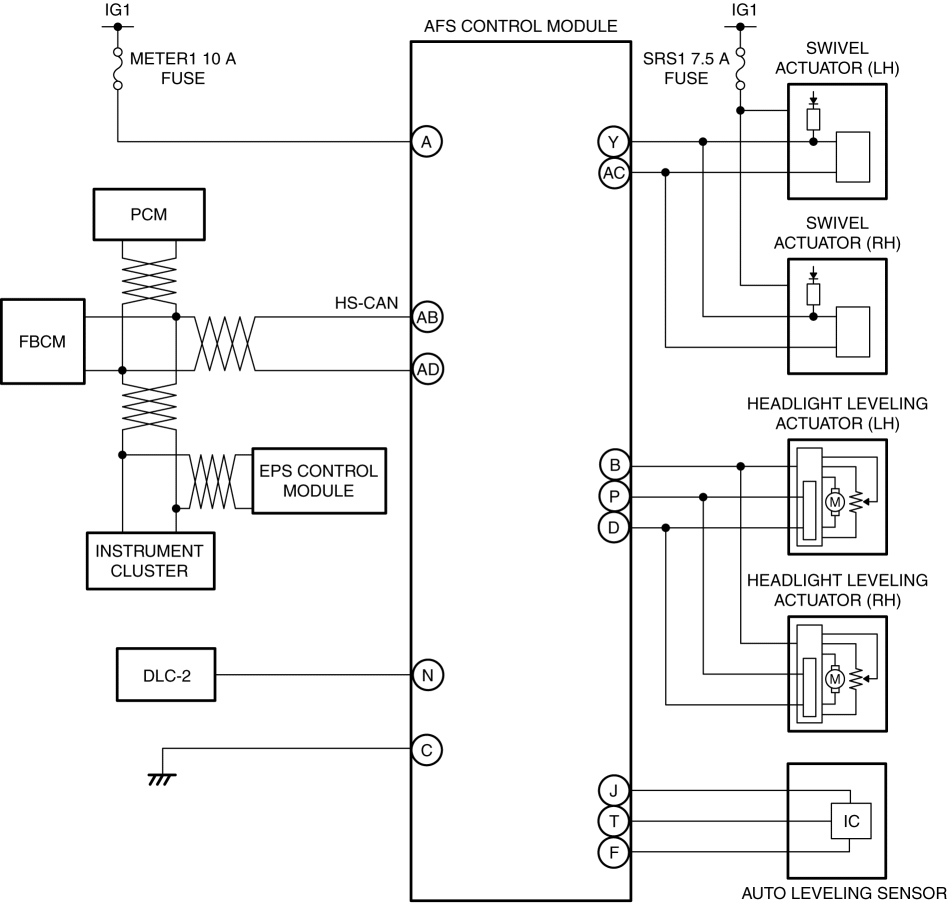 IG1
AFS CONTROL MODULE
IG1
METER1 10 A
FUSE
SRS1 7.5 A
FUSE
SWIVEL
ACTUATOR (LH)
A
Y
AC
PCM
SWIVEL
ACTUATOR (RH)
HS-CAN
AB
FBCM
AD
HEADLIGHT LEVELING
ACTUATOR (LH)
EPS CONTROL
MODULE
B
P
D
M
INSTRUMENT
CLUSTER
HEADLIGHT LEVELING
ACTUATOR (RH)
M
DLC-2
N
C
J
T
F
IC
AUTO LEVELING SENSOR